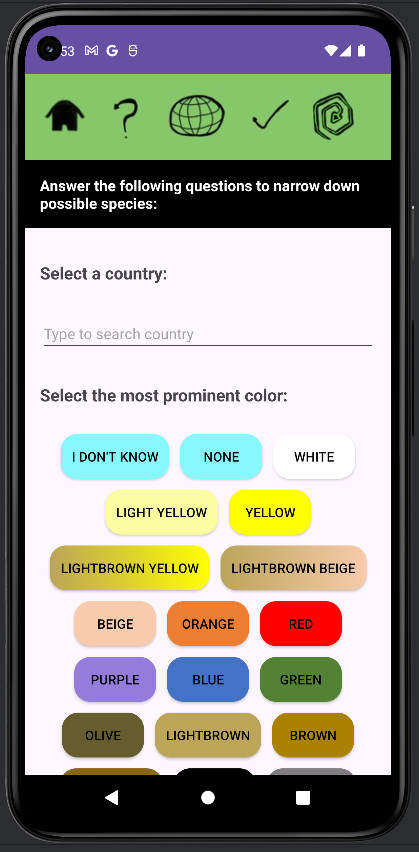 53
Answer the following questions to narrow down
possible species:
Select a country:
Type to search country
Select the most prominent color:
I DON'T KNOW NONE WHITE
LIGHT YELLOW YELLOW
LIGHTBROWN YELLOW LIGHTBROWN BEIGE
BEIGE ORANGE RED
PURPLE BLUE GREEN
OLIVE LIGHTBROWN BROWN